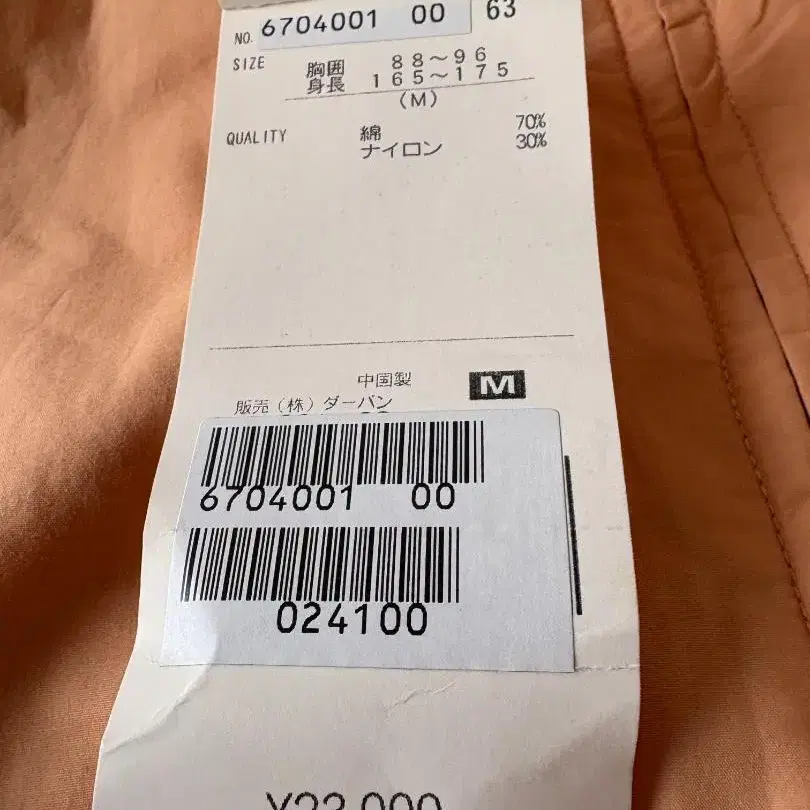 NO. 6704001 00 63
SIZE 胸囲 88〜96
身長 165〜175
(M)
QUALITY 綿 70%
ナイロン 30%
中国製 M
販売(株)ダーバン
6704001 00
024100